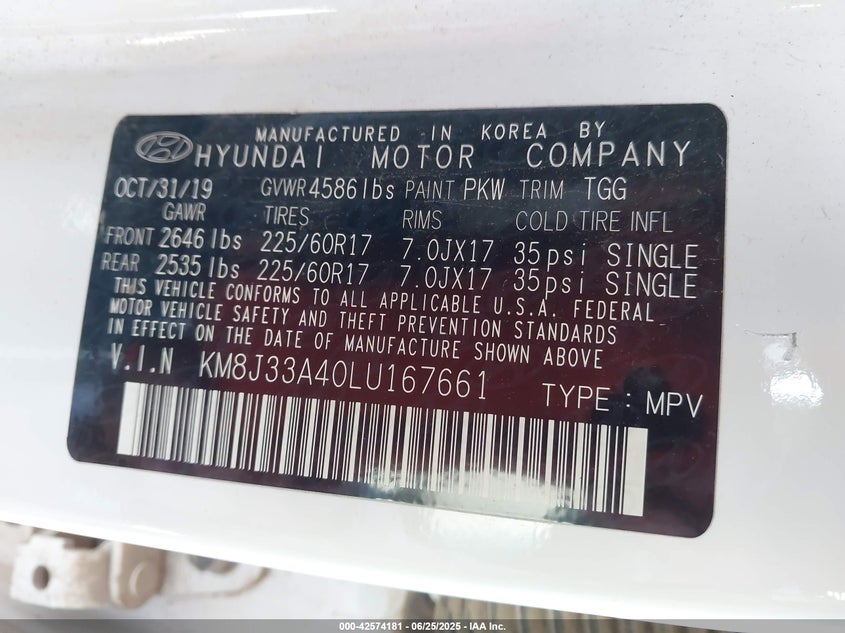 MANUFACTURED IN KOREA BY
HYUNDAI MOTOR COMPANY
OCT/31/19 GVWR 4586 lbs PAINT PKW TRIM TGG
GAWR TIRES RIMS COLD TIRE INFL
FRONT 2646 lbs 225/60R17 7.0JX17 35psi SINGLE
REAR 2535 lbs 225/60R17 7.0JX17 35psi SINGLE
THIS VEHICLE CONFORMS TO ALL APPLICABLE U.S.A. FEDERAL
MOTOR VEHICLE SAFETY AND THEFT PREVENTION STANDARDS
IN EFFECT ON THE DATE OF MANUFACTURE SHOWN ABOVE
V.I.N KM8J33A40LU167661 TYPE : MPV
000-42574181 - 06/25/2025 - IAA Inc.